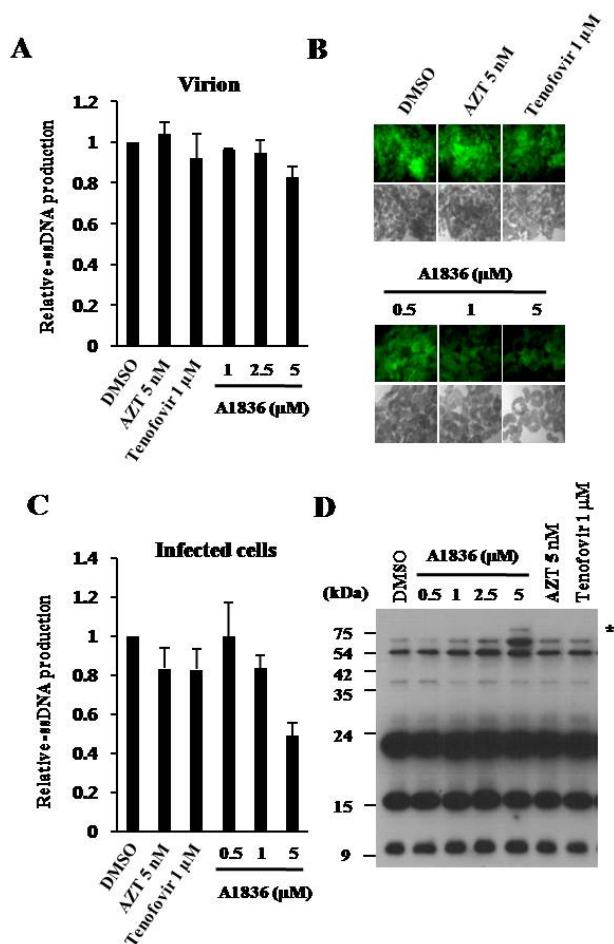 A
Virion
Relative-ssDNA production
1.2
1
0.8
0.6
0.4
0.2
0
DMSO
AZT 5 nM
Tenofovir 1 µM
1 2.5 5
A1836 (µM)
B
DMSO
AZT 5 nM
Tenofovir 1 µM
A1836 (µM)
0.5 1 5
C
Infected cells
Relative-ssDNA production
1.4
1.2
1
0.8
0.6
0.4
0.2
0
DMSO
AZT 5 nM
Tenofovir 1 µM
0.5 1 5
A1836 (µM)
D
(kDa)
DMSO
A1836 (µM)
0.5 1 2.5 5
AZT 5 nM
Tenofovir 1 µM
*
75
54
42
35
24
15
9